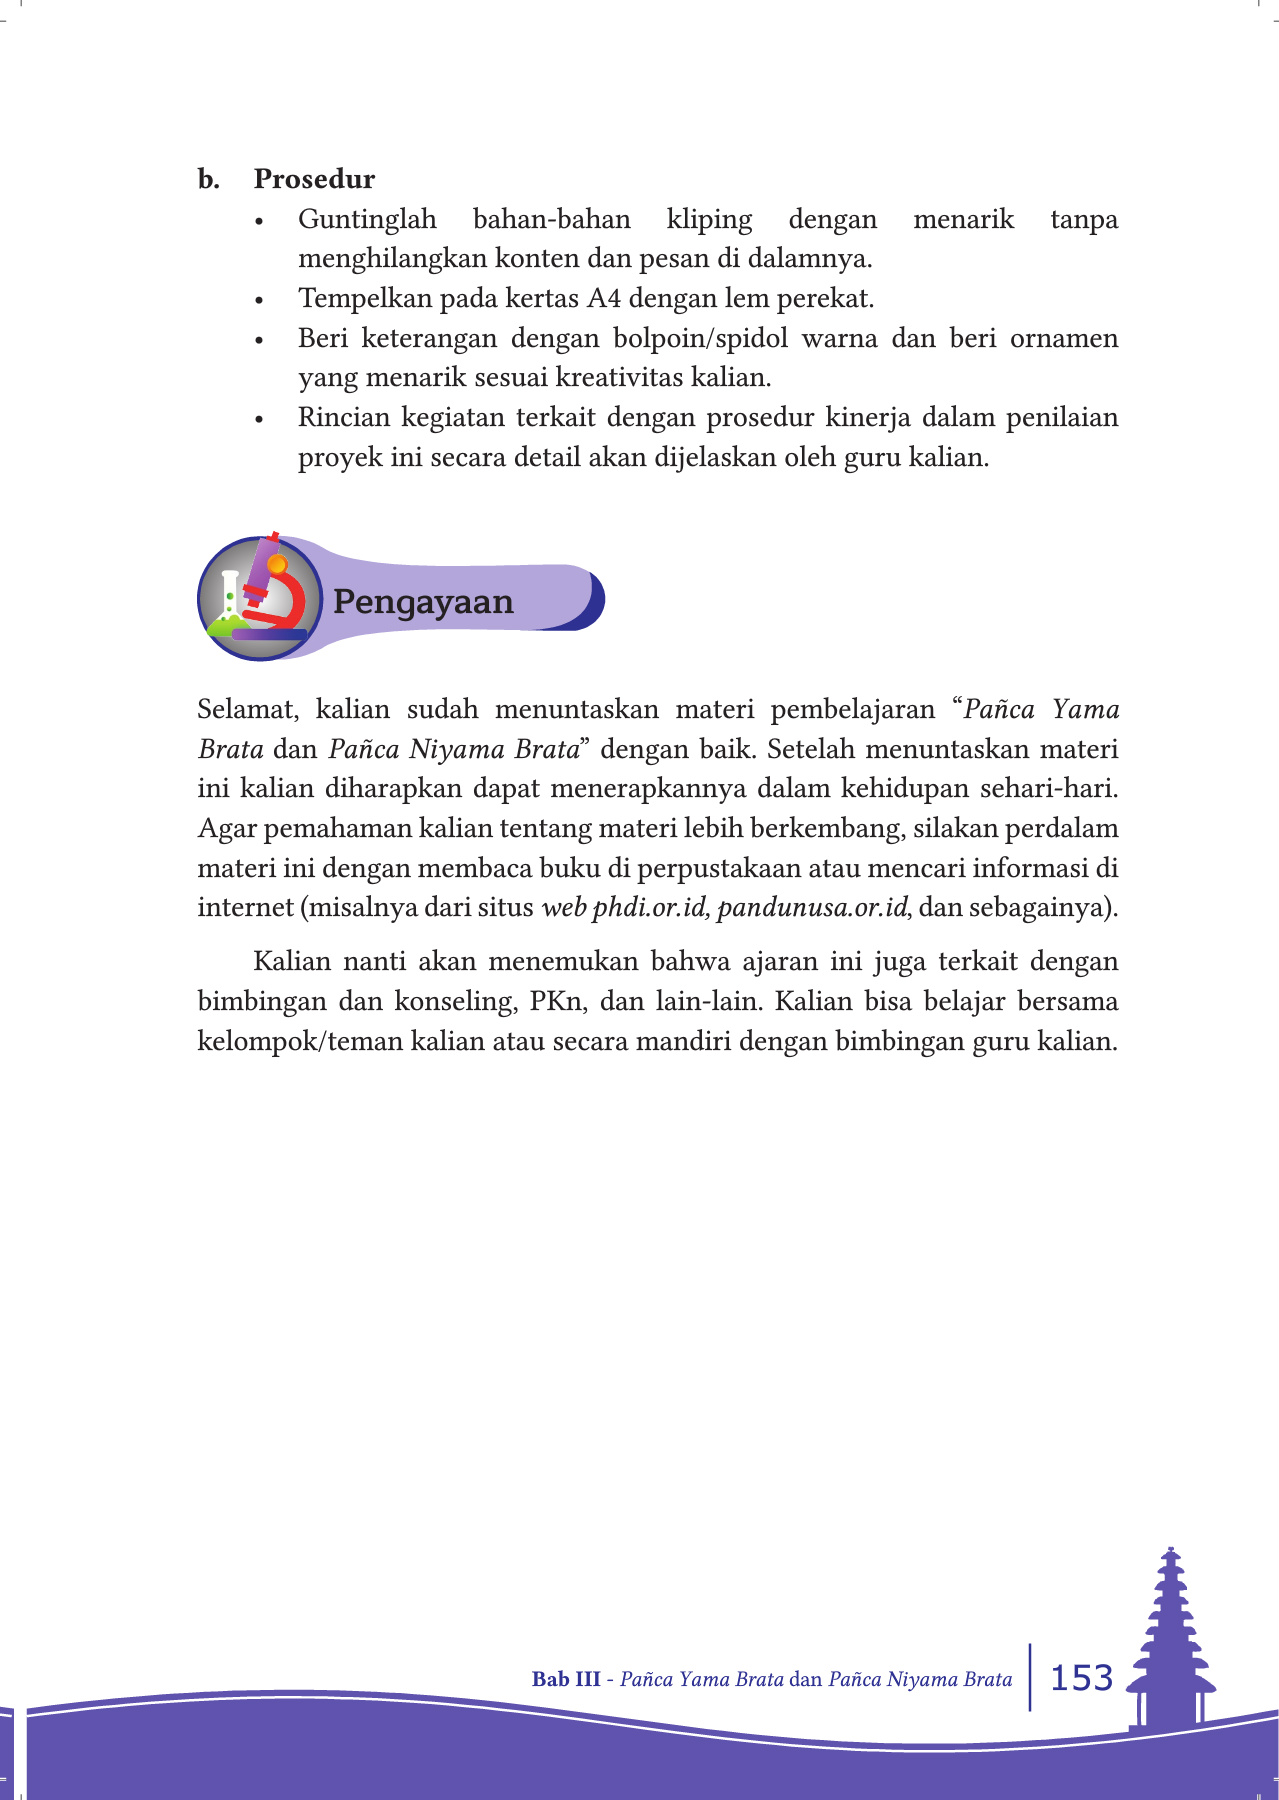 b. Prosedur
• Guntinglah bahan-bahan kliping dengan menarik tanpa
menghilangkan konten dan pesan di dalamnya.
• Tempelkan pada kertas A4 dengan lem perekat.
• Beri keterangan dengan bolpoin/spidol warna dan beri ornamen
yang menarik sesuai kreativitas kalian.
• Rincian kegiatan terkait dengan prosedur kinerja dalam penilaian
proyek ini secara detail akan dijelaskan oleh guru kalian.
Pengayaan
Selamat, kalian sudah menuntaskan materi pembelajaran “Pañca Yama
Brata dan Pañca Niyama Brata” dengan baik. Setelah menuntaskan materi
ini kalian diharapkan dapat menerapkannya dalam kehidupan sehari-hari.
Agar pemahaman kalian tentang materi lebih berkembang, silakan perdalam
materi ini dengan membaca buku di perpustakaan atau mencari informasi di
internet (misalnya dari situs web phdi.or.id, pandunusa.or.id, dan sebagainya).
Kalian nanti akan menemukan bahwa ajaran ini juga terkait dengan
bimbingan dan konseling, PKn, dan lain-lain. Kalian bisa belajar bersama
kelompok/teman kalian atau secara mandiri dengan bimbingan guru kalian.
Bab III - Pañca Yama Brata dan Pañca Niyama Brata 153